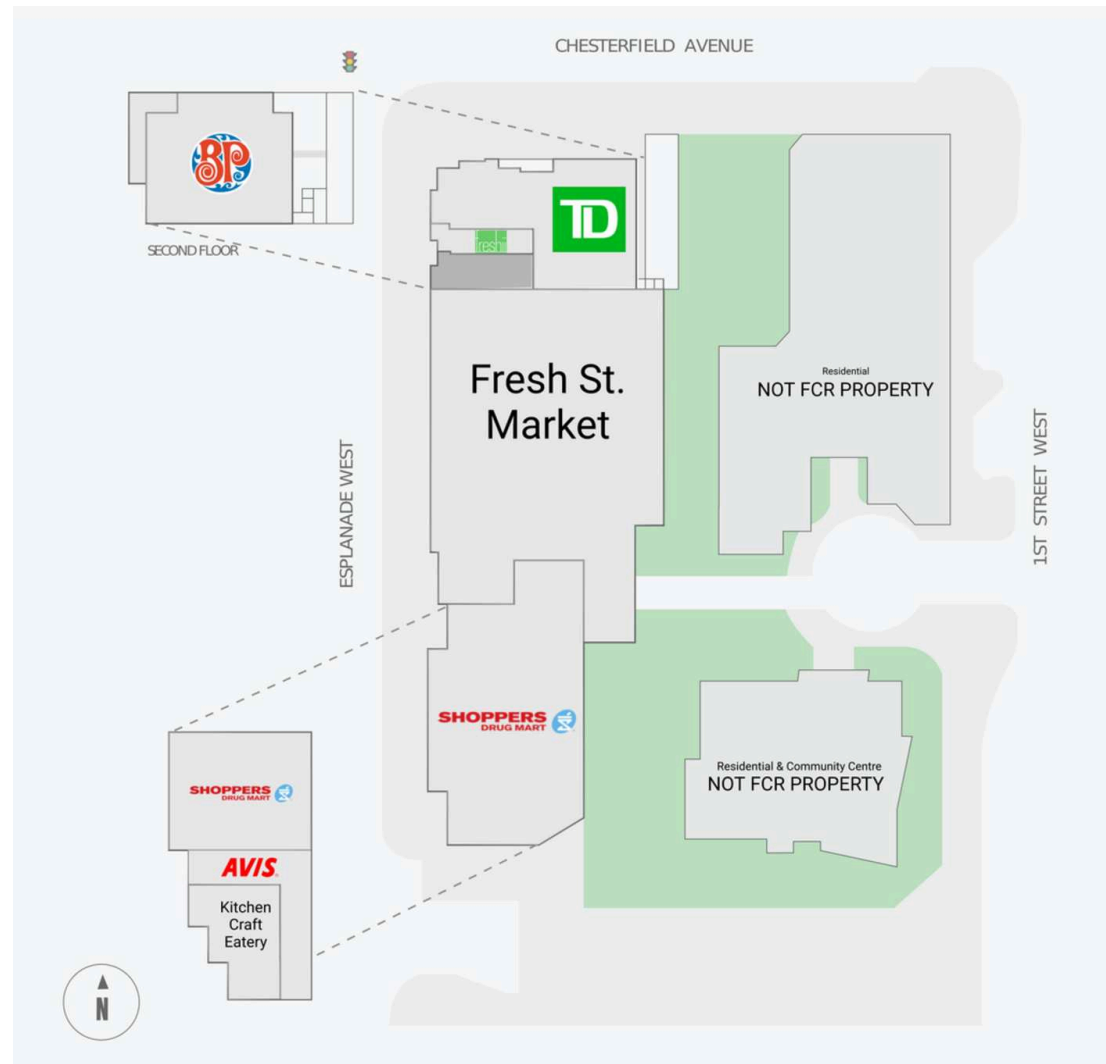 CHESTERFIELD AVENUE
BP
SECOND FLOOR
TD
freshii
Fresh St.
Market
Residential
NOT FCR PROPERTY
ESPLANADE WEST
1ST STREET WEST
SHOPPERS
DRUG MART
Residential & Community Centre
NOT FCR PROPERTY
SHOPPERS
DRUG MART
AVIS
Kitchen
Craft
Eatery
N